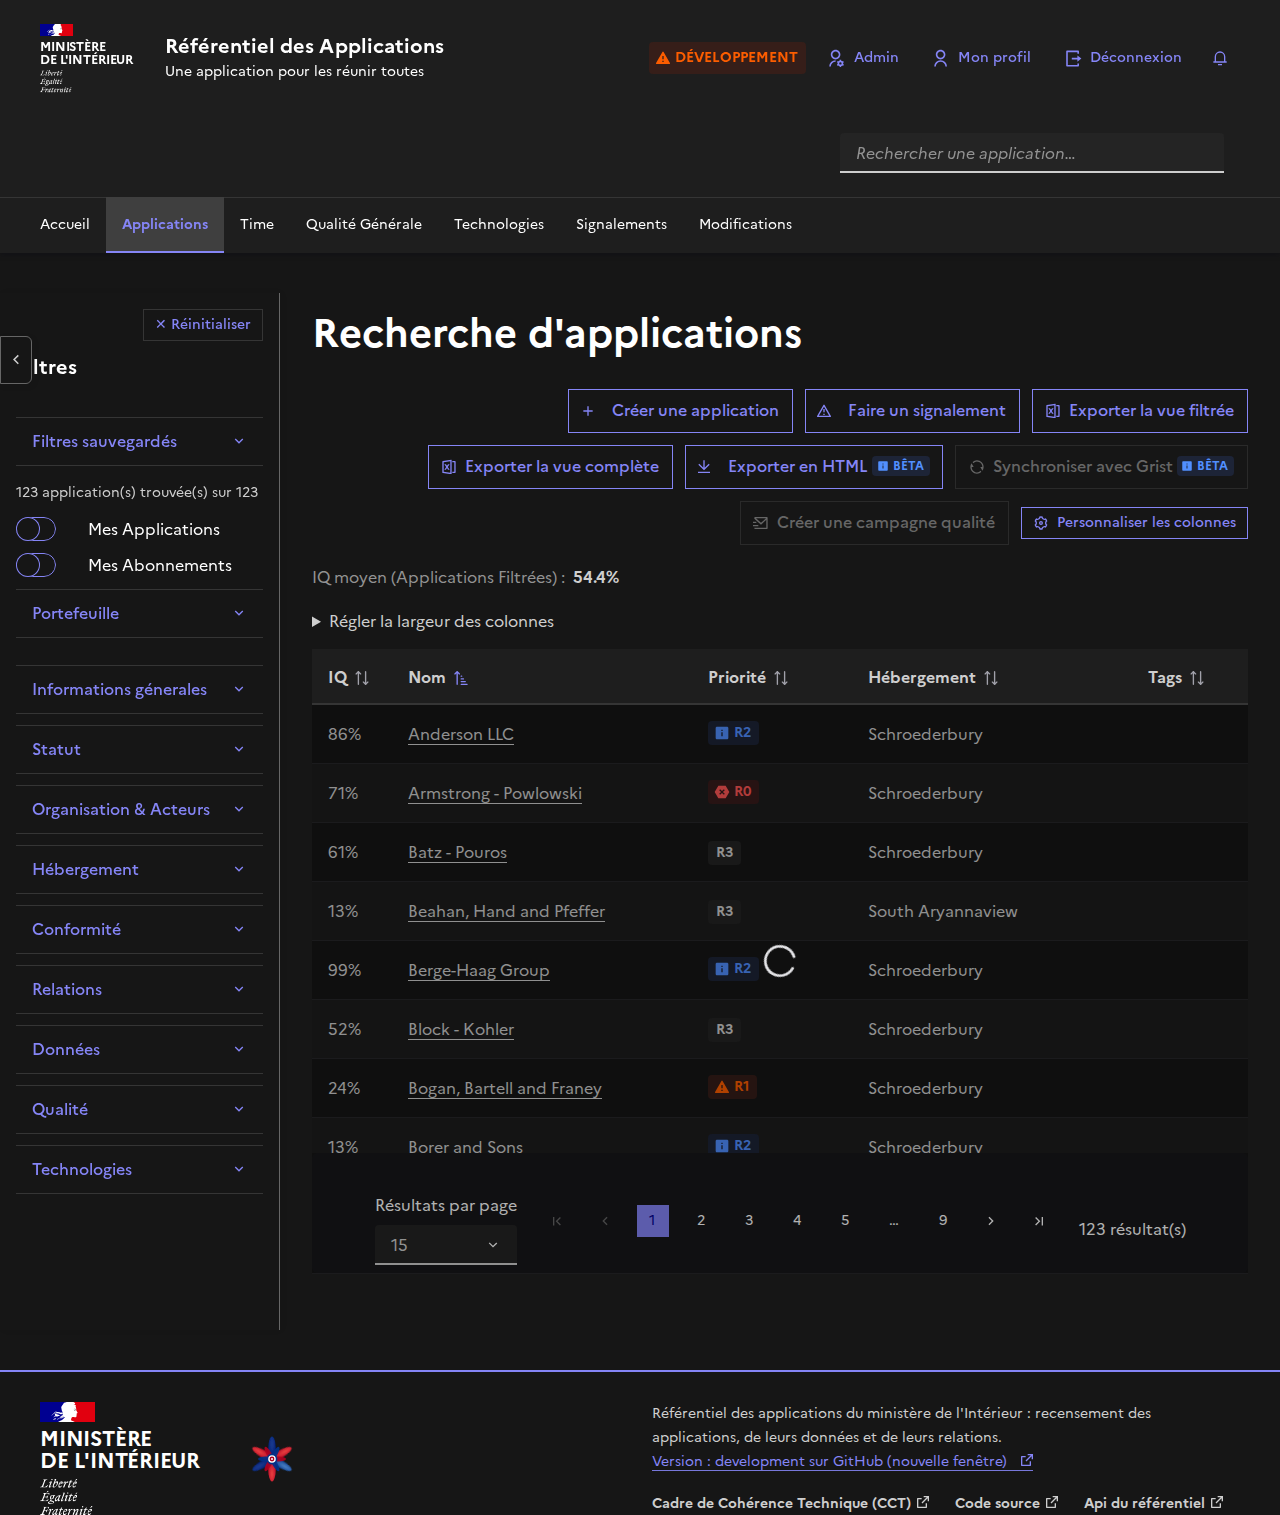 MINISTÈRE
DE L'INTÉRIEUR
Liberté
Égalité
Fraternité
Référentiel des Applications
Une application pour les réunir toutes
DÉVELOPPEMENT
Admin
Mon profil
Déconnexion
Rechercher une application…
Accueil
Applications
Time
Qualité Générale
Technologies
Signalements
Modifications
Réinitialiser
ltres
Filtres sauvegardés
123 application(s) trouvée(s) sur 123
Mes Applications
Mes Abonnements
Portefeuille
Informations génerales
Statut
Organisation & Acteurs
Hébergement
Conformité
Relations
Données
Qualité
Technologies
Recherche d'applications
Créer une application
Faire un signalement
Exporter la vue filtrée
Exporter la vue complète
Exporter en HTML BÊTA
Synchroniser avec Grist BÊTA
Créer une campagne qualité
Personnaliser les colonnes
IQ moyen (Applications Filtrées) : 54.4%
Régler la largeur des colonnes
IQ Nom Priorité Hébergement Tags
86% Anderson LLC R2 Schroederbury
71% Armstrong - Powlowski R0 Schroederbury
61% Batz - Pouros R3 Schroederbury
13% Beahan, Hand and Pfeffer R3 South Aryannaview
99% Berge-Haag Group R2 Schroederbury
52% Block - Kohler R3 Schroederbury
24% Bogan, Bartell and Franey R1 Schroederbury
13% Borer and Sons R2 Schroederbury
Résultats par page
15
1 2 3 4 5 … 9
123 résultat(s)
MINISTÈRE
DE L'INTÉRIEUR
Liberté
Égalité
Fraternité
Référentiel des applications du ministère de l'Intérieur : recensement des
applications, de leurs données et de leurs relations.
Version : development sur GitHub (nouvelle fenêtre)
Cadre de Cohérence Technique (CCT)
Code source
Api du référentiel